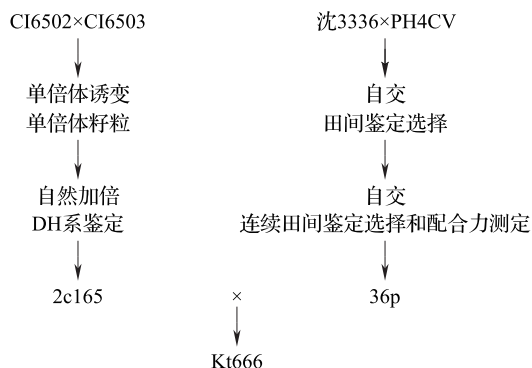 CI6502×CI6503
沈3336×PH4CV
单倍体诱变
单倍体籽粒
自交
田间鉴定选择
自然加倍
DH系鉴定
自交
连续田间鉴定选择和配合力测定
2c165
×
36p
Kt666